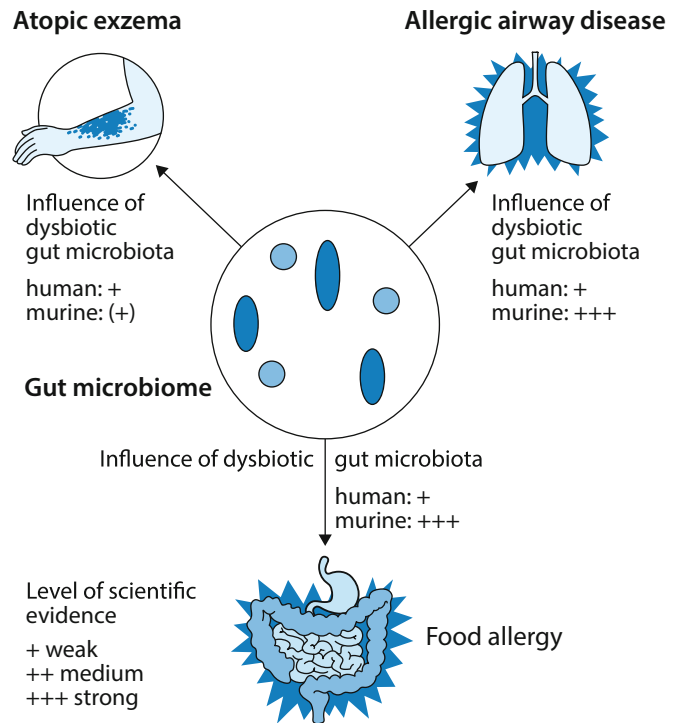 Atopic exzema
Allergic airway disease
Influence of
dysbiotic
gut microbiota
human: +
murine: (+)
Influence of
dysbiotic
gut microbiota
human: +
murine: +++
Gut microbiome
Influence of dysbiotic gut microbiota
human: +
murine: +++
Level of scientific
evidence
+ weak
++ medium
+++ strong
Food allergy